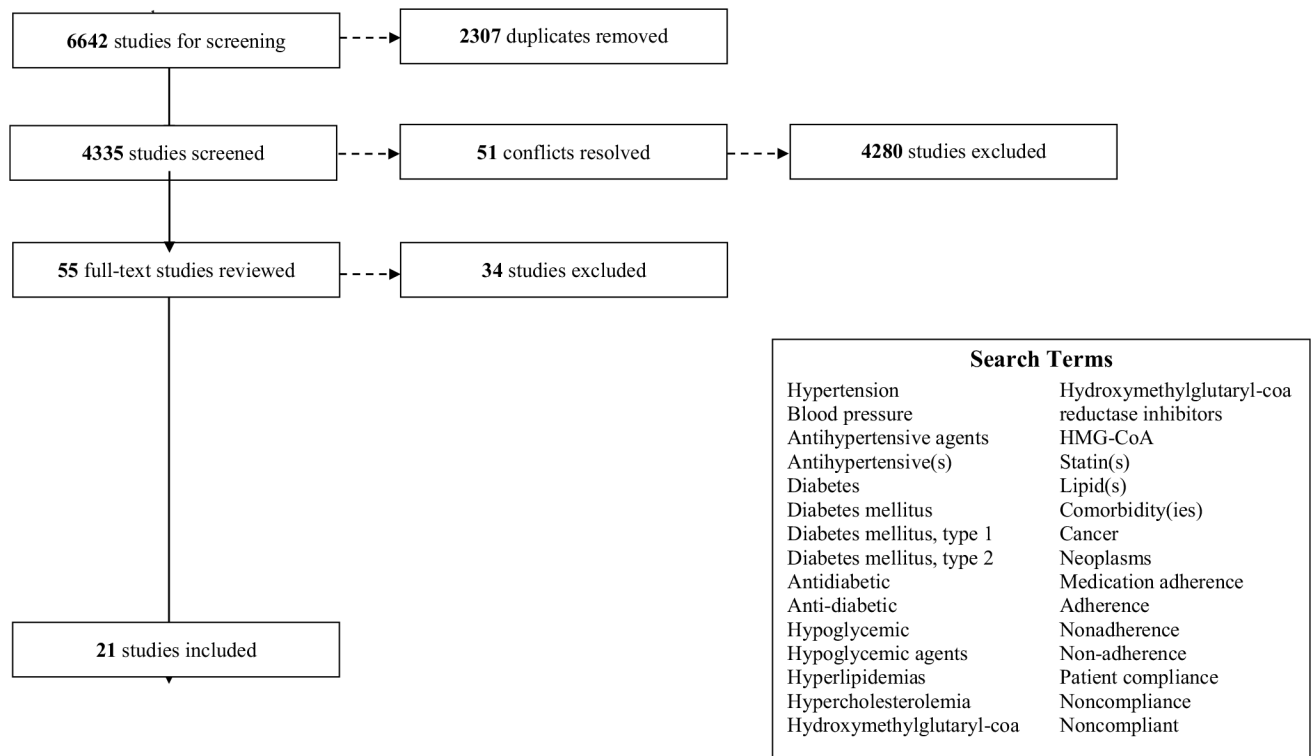 6642 studies for screening
2307 duplicates removed
4335 studies screened
51 conflicts resolved
4280 studies excluded
55 full-text studies reviewed
34 studies excluded
21 studies included
Search Terms
Hypertension
Blood pressure
Antihypertensive agents
Antihypertensive(s)
Diabetes
Diabetes mellitus
Diabetes mellitus, type 1
Diabetes mellitus, type 2
Antidiabetic
Anti-diabetic
Hypoglycemic
Hypoglycemic agents
Hyperlipidemias
Hypercholesterolemia
Hydroxymethylglutaryl-coa
Hydroxymethylglutaryl-coa
reductase inhibitors
HMG-CoA
Statin(s)
Lipid(s)
Comorbidity(ies)
Cancer
Neoplasms
Medication adherence
Adherence
Nonadherence
Non-adherence
Patient compliance
Noncompliance
Noncompliant